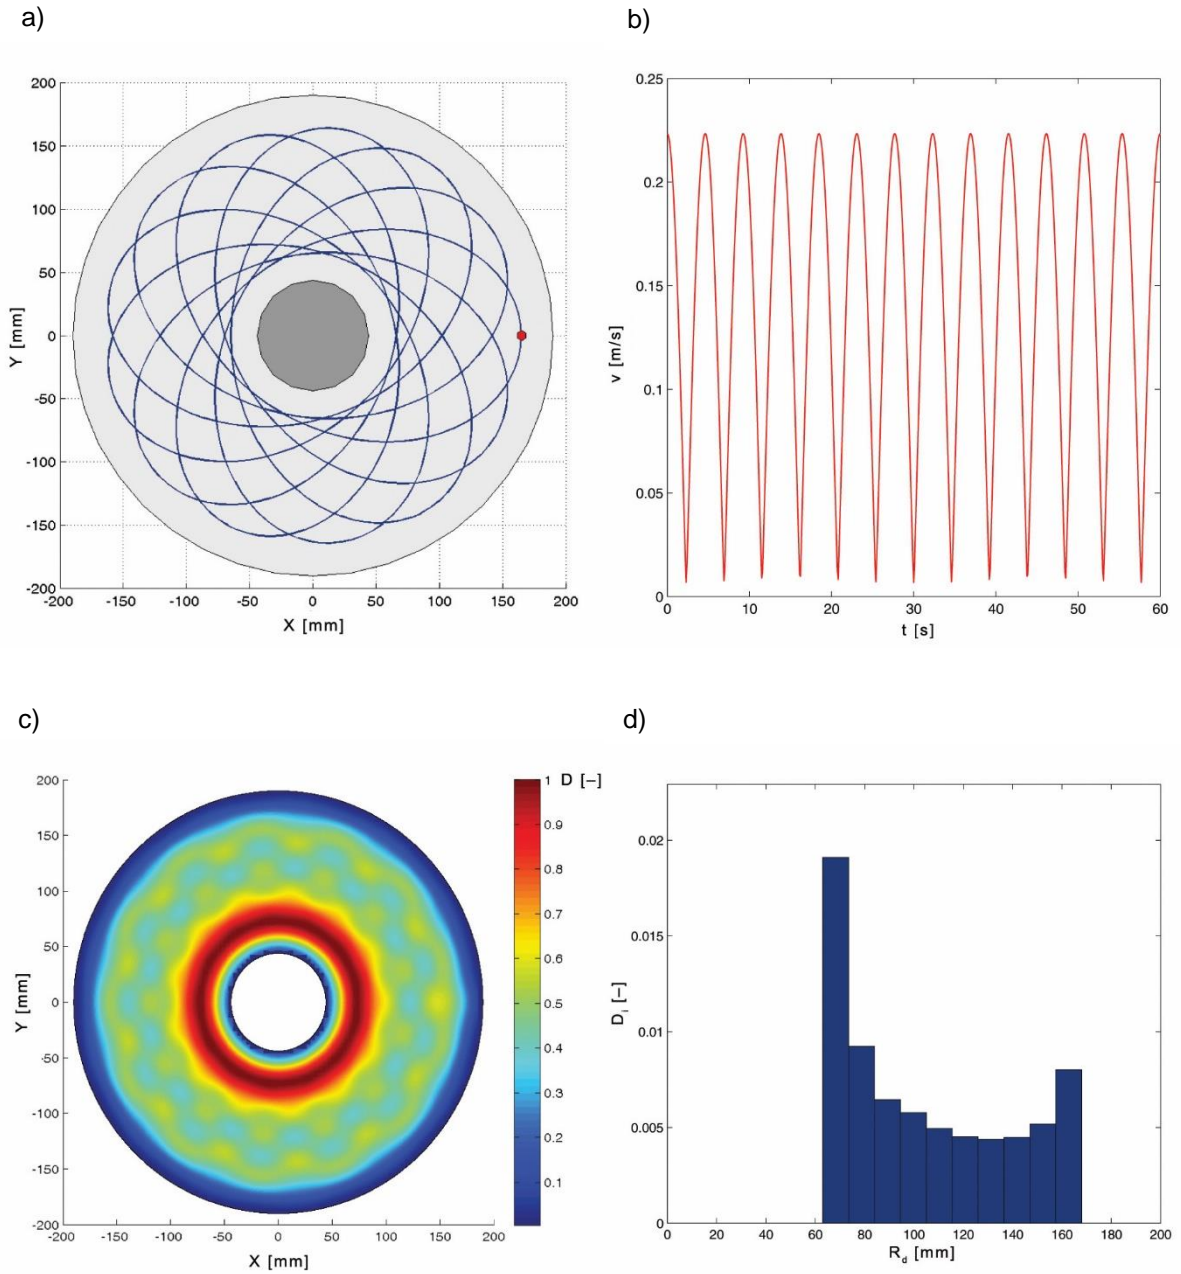 a)
200
150
100
50
0
-50
-100
-150
-200
Y [mm]
-200 -150 -100 -50 0 50 100 150 200
X [mm]
b)
0.25
0.2
0.15
0.1
0.05
0
v [m/s]
0 10 20 30 40 50 60
t [s]
c)
200
150
100
50
0
-50
-100
-150
-200
Y [mm]
-200 -150 -100 -50 0 50 100 150 200
X [mm]
1 D [–]
0.9
0.8
0.7
0.6
0.5
0.4
0.3
0.2
0.1
d)
0.02
0.015
0.01
0.005
0
D_i [–]
0 20 40 60 80 100 120 140 160 180 200
R_d [mm]